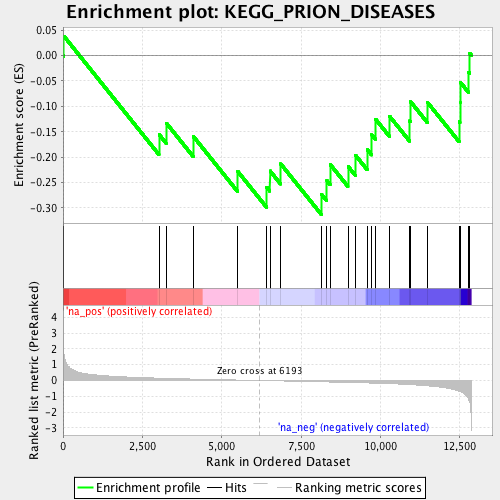 Enrichment plot: KEGG_PRION_DISEASES
Enrichment score (ES)
0.05
0.00
-0.05
-0.10
-0.15
-0.20
-0.25
-0.30
'na_pos' (positively correlated)
Ranked list metric (PreRanked)
4
3
2
1
0
-1
-2
-3
Zero cross at 6193
'na_neg' (negatively correlated)
0
2,500
5,000
7,500
10,000
12,500
Rank in Ordered Dataset
Enrichment profile
Hits
Ranking metric scores